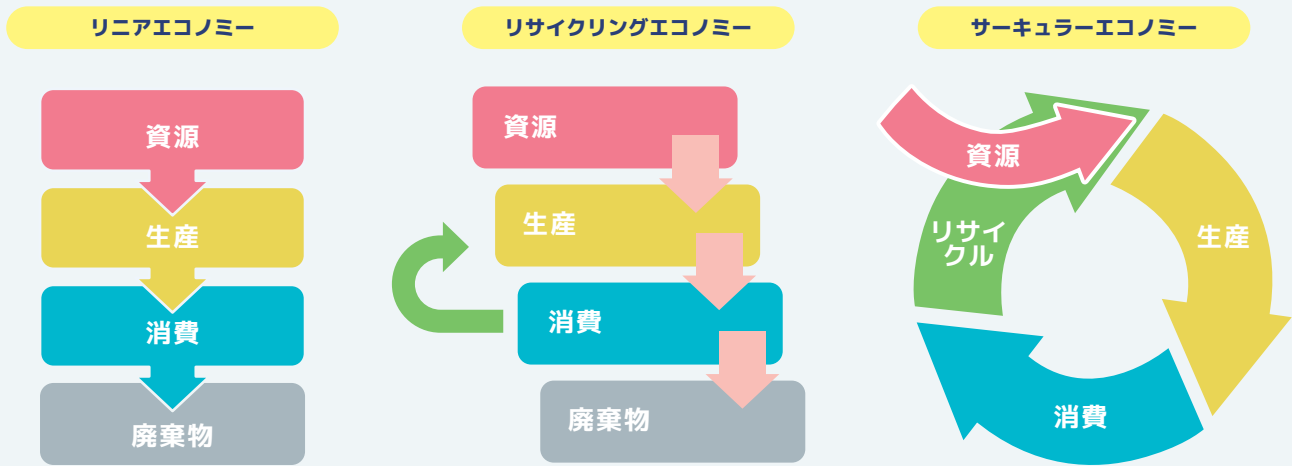 リニアエコノミー
資源
生産
消費
廃棄物
リサイクリングエコノミー
資源
生産
消費
廃棄物
サーキュラーエコノミー
資源
リサイ
クル
生産
消費